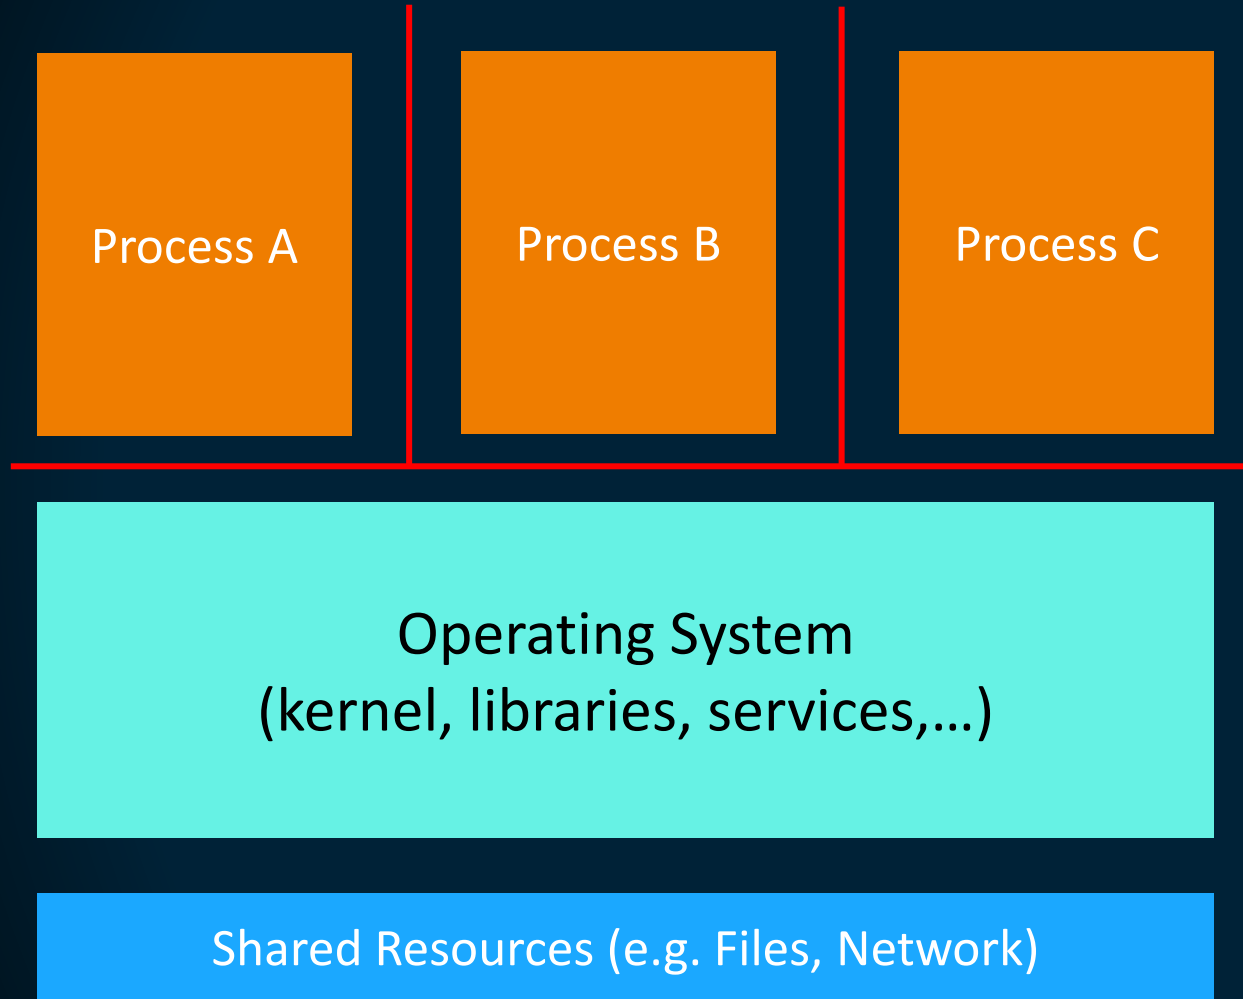 Process A
Process B
Process C
Operating System
(kernel, libraries, services,...)
Shared Resources (e.g. Files, Network)